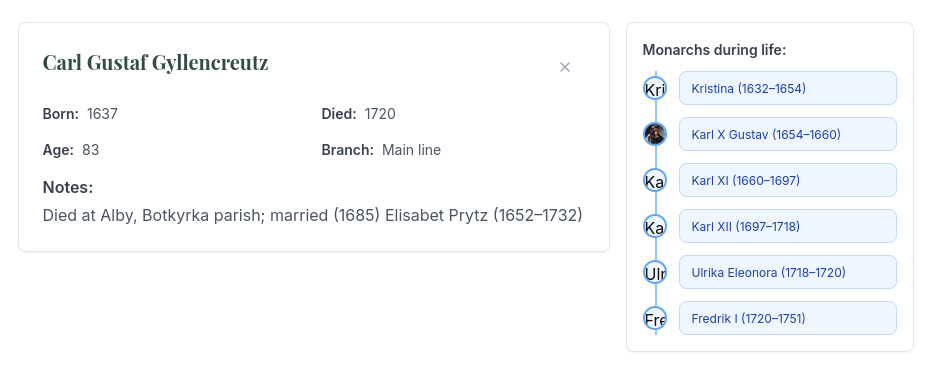 Carl Gustaf Gyllencreutz
×
Born: 1637
Died: 1720
Age: 83
Branch: Main line
Notes:
Died at Alby, Botkyrka parish; married (1685) Elisabet Prytz (1652–1732)
Monarchs during life:
Kri
Kristina (1632–1654)
Karl X Gustav (1654–1660)
Ka
Karl XI (1660–1697)
Ka
Karl XII (1697–1718)
Ulr
Ulrika Eleonora (1718–1720)
Fre
Fredrik I (1720–1751)